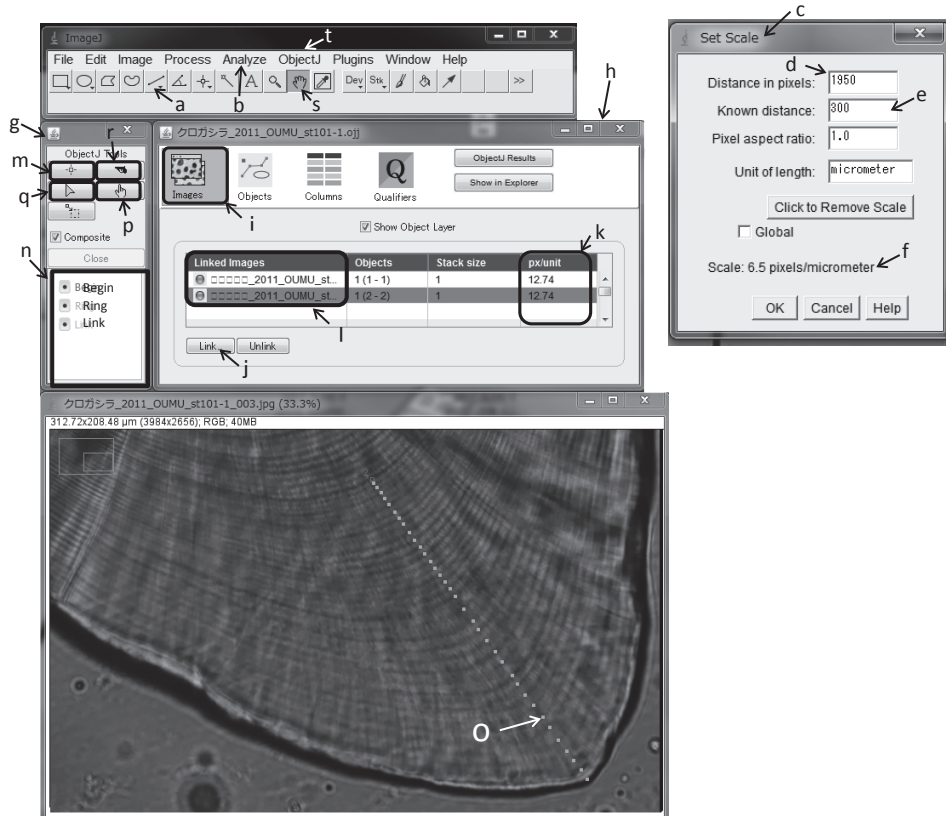 ImageJ
t
File Edit Image Process Analyze ObjectJ Plugins Window Help
A Dev Stk >>
a b s
c
Set Scale
d
Distance in pixels: 1950
e
Known distance: 300
Pixel aspect ratio: 1.0
Unit of length: micrometer
Click to Remove Scale
Global
f
Scale: 6.5 pixels/micrometer
OK Cancel Help
g r
ObjectJ Tools
m
q
p
Composite
Close
n
Begin
Ring
Link
h
クロガシラ_2011_OUMU_st101-1.ojj
Images Objects Columns Q Qualifiers
ObjectJ Results
Show in Explorer
i
Show Object Layer
k
Linked Images Objects Stack size px/unit
□□□□□_2011_OUMU_st... 1 (1 - 1) 1 12.74
□□□□□_2011_OUMU_st... 1 (2 - 2) 1 12.74
l
Link... Unlink
j
クロガシラ_2011_OUMU_st101-1_003.jpg (33.3%)
312.72x208.48 µm (3984x2656); RGB; 40MB
o